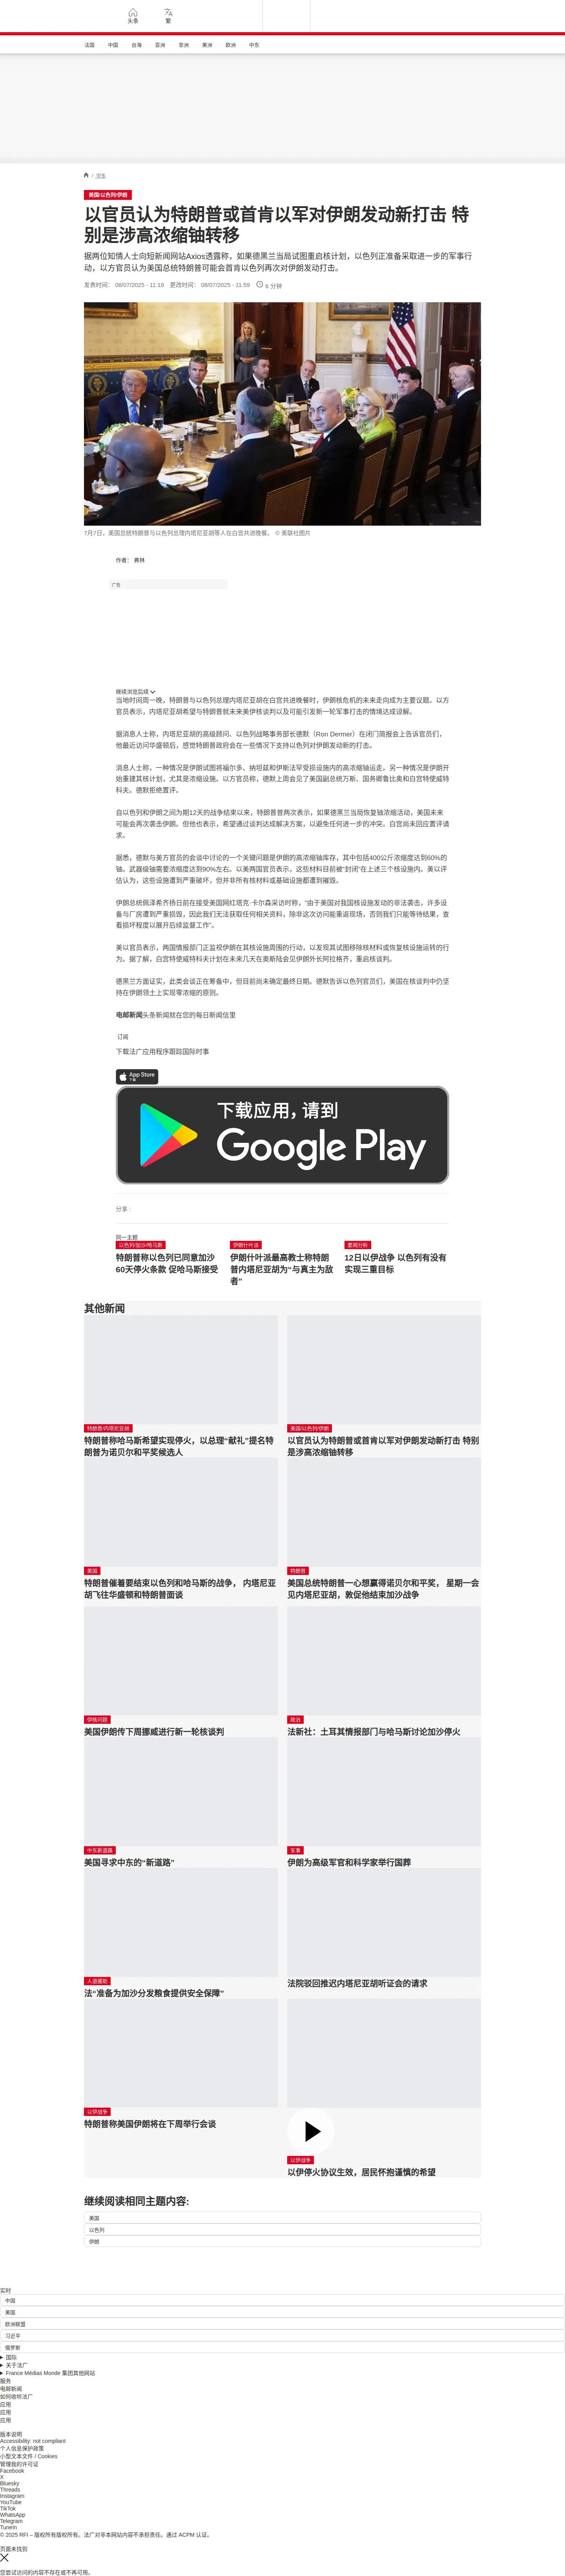 头条
繁
法国 中国 台海 亚洲 非洲 美洲 欧洲 中东
/ 中东
美国/以色列/伊朗
以官员认为特朗普或首肯以军对伊朗发动新打击 特
别是涉高浓缩铀转移
据两位知情人士向新闻网站Axios透露称，如果德黑兰当局试图重启核计划，以色列正准备采取进一步的军事行
动，以方官员认为美国总统特朗普可能会首肯以色列再次对伊朗发动打击。
发表时间： 08/07/2025 - 11:18 更改时间： 08/07/2025 - 11:59 6 分钟
7月7日，美国总统特朗普与以色列总理内塔尼亚胡等人在白宫共进晚餐。 © 美联社图片
作者： 弗林
广告
继续浏览后续
当地时间周一晚，特朗普与以色列总理内塔尼亚胡在白宫共进晚餐时，伊朗核危机的未来走向成为主要议题。以方
官员表示，内塔尼亚胡希望与特朗普就未来美伊核谈判以及可能引发新一轮军事打击的情境达成谅解。
据消息人士称，内塔尼亚胡的高级顾问、以色列战略事务部长德默（Ron Dermer）在闭门简报会上告诉官员们，
他最近访问华盛顿后，感觉特朗普政府会在一些情况下支持以色列对伊朗发动新的打击。
消息人士称，一种情况是伊朗试图将福尔多、纳坦兹和伊斯法罕受损设施内的高浓缩铀运走。另一种情况是伊朗开
始重建其核计划，尤其是浓缩设施。以方官员称，德默上周会见了美国副总统万斯、国务卿鲁比奥和白宫特使威特
科夫。德默拒绝置评。
自以色列和伊朗之间为期12天的战争结束以来，特朗普曾两次表示，如果德黑兰当局恢复铀浓缩活动，美国未来
可能会再次袭击伊朗。但他也表示，希望通过谈判达成解决方案，以避免任何进一步的冲突。白宫尚未回应置评请
求。
据悉，德默与美方官员的会谈中讨论的一个关键问题是伊朗的高浓缩铀库存，其中包括400公斤浓缩度达到60%的
铀。武器级铀需要浓缩度达到90%左右。以美两国官员表示，这些材料目前被“封闭”在上述三个核设施内。美以评
估认为，这些设施遭到严重破坏，但并非所有核材料或基础设施都遭到摧毁。
伊朗总统佩泽希齐扬日前在接受美国网红塔克·卡尔森采访时称，“由于美国对我国核设施发动的非法袭击，许多设
备与厂房遭到严重损毁，因此我们无法获取任何相关资料，除非这次访问能重返现场，否则我们只能等待结果，查
看损坏程度以展开后续监督工作”。
美以官员表示，两国情报部门正监视伊朗在其核设施周围的行动，以发现其试图移除核材料或恢复核设施运转的行
为。据了解，白宫特使威特科夫计划在未来几天在奥斯陆会见伊朗外长阿拉格齐，重启核谈判。
德黑兰方面证实，此类会谈正在筹备中，但目前尚未确定最终日期。德默告诉以色列官员们，美国在核谈判中仍坚
持在伊朗领土上实现零浓缩的原则。
电邮新闻头条新闻就在您的每日新闻信里
订阅
下载法广应用程序跟踪国际时事
App Store
下载
下载应用，请到
Google Play
分享 :
同一主题
以色列/加沙/哈马斯
特朗普称以色列已同意加沙
60天停火条款 促哈马斯接受
伊朗什叶派
伊朗什叶派最高教士称特朗
普内塔尼亚胡为“与真主为敌
者”
要闻分析
12日以伊战争 以色列有没有
实现三重目标
其他新闻
特朗普/内塔尼亚胡
特朗普称哈马斯希望实现停火，以总理“献礼”提名特
朗普为诺贝尔和平奖候选人
美国/以色列/伊朗
以官员认为特朗普或首肯以军对伊朗发动新打击 特别
是涉高浓缩铀转移
美国
特朗普催着要结束以色列和哈马斯的战争， 内塔尼亚
胡飞往华盛顿和特朗普面谈
特朗普
美国总统特朗普一心想赢得诺贝尔和平奖， 星期一会
见内塔尼亚胡，敦促他结束加沙战争
伊核问题
美国伊朗传下周挪威进行新一轮核谈判
政治
法新社：土耳其情报部门与哈马斯讨论加沙停火
中东新道路
美国寻求中东的“新道路”
军事
伊朗为高级军官和科学家举行国葬
人道援助
法“准备为加沙分发粮食提供安全保障”
法院驳回推迟内塔尼亚胡听证会的请求
以伊战争
特朗普称美国伊朗将在下周举行会谈
以伊战争
以伊停火协议生效，居民怀抱谨慎的希望
继续阅读相同主题内容:
美国
以色列
伊朗
实时
中国
美国
欧洲联盟
习近平
俄罗斯
国际
关于法广
France Médias Monde 集团其他网站
服务
电邮新闻
如何收听法广
应用
应用
应用
版本说明
Accessibility: not compliant
个人信息保护政策
小型文本文件 / Cookies
管理我的许可证
Facebook
X
Bluesky
Threads
Instagram
YouTube
TikTok
WhatsApp
Telegram
TuneIn
© 2025 RFI – 版权所有版权所有。法广对非本网站内容不承担责任。通过 ACPM 认证。
页面未找到
您尝试访问的内容不存在或不再可用。